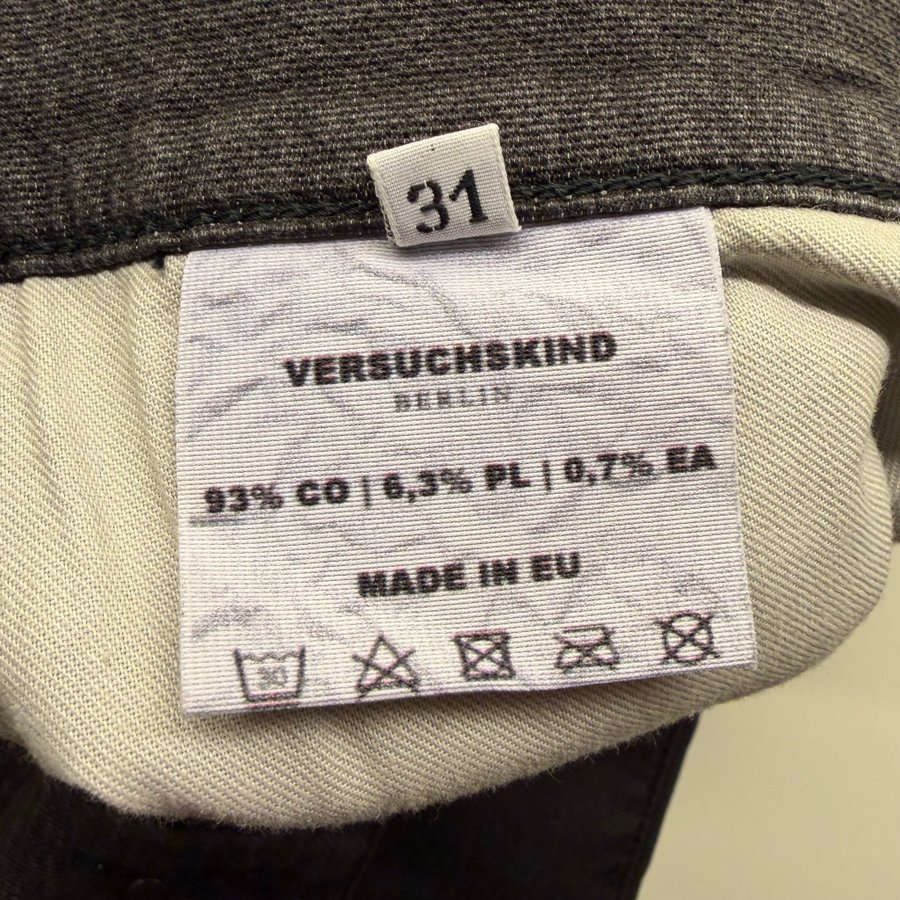 31
VERSUCHSKIND
BERLIN
93% CO | 6,3% PL | 0,7% EA
MADE IN EU
30